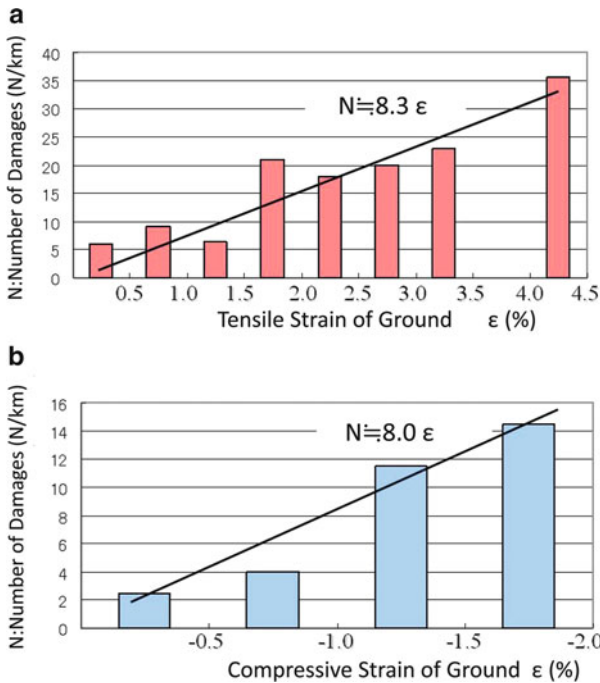 a
N:Number of Damages (N/km)
40
35
30
25
20
15
10
5
0
N≒8.3 ε
0.5 1.0 1.5 2.0 2.5 3.0 3.5 4.0 4.5
Tensile Strain of Ground ε (%)
b
N:Number of Damages (N/km)
16
14
12
10
8
6
4
2
0
N≒8.0 ε
-0.5 -1.0 -1.5 -2.0
Compressive Strain of Ground ε (%)